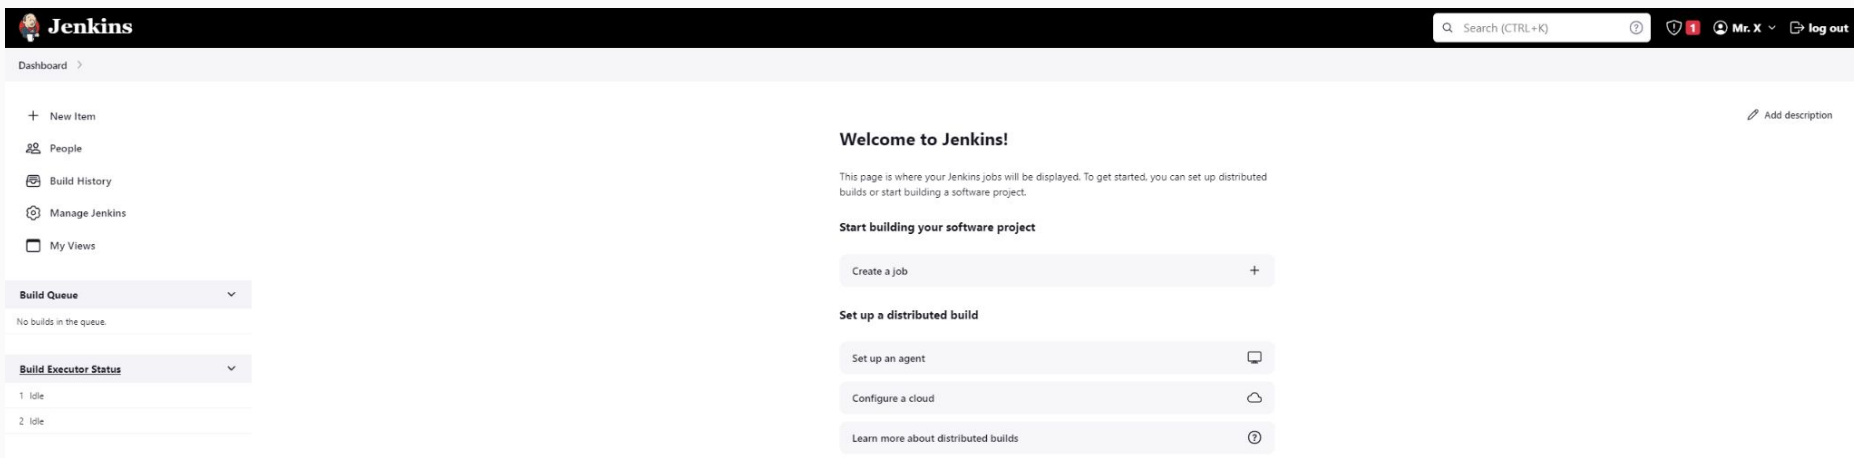 Jenkins
Search (CTRL+K)
1
Mr. X
log out
Dashboard
New Item
People
Build History
Manage Jenkins
My Views
Build Queue
No builds in the queue.
Build Executor Status
1 Idle
2 Idle
Add description
Welcome to Jenkins!
This page is where your Jenkins jobs will be displayed. To get started, you can set up distributed
builds or start building a software project.
Start building your software project
Create a job
Set up a distributed build
Set up an agent
Configure a cloud
Learn more about distributed builds